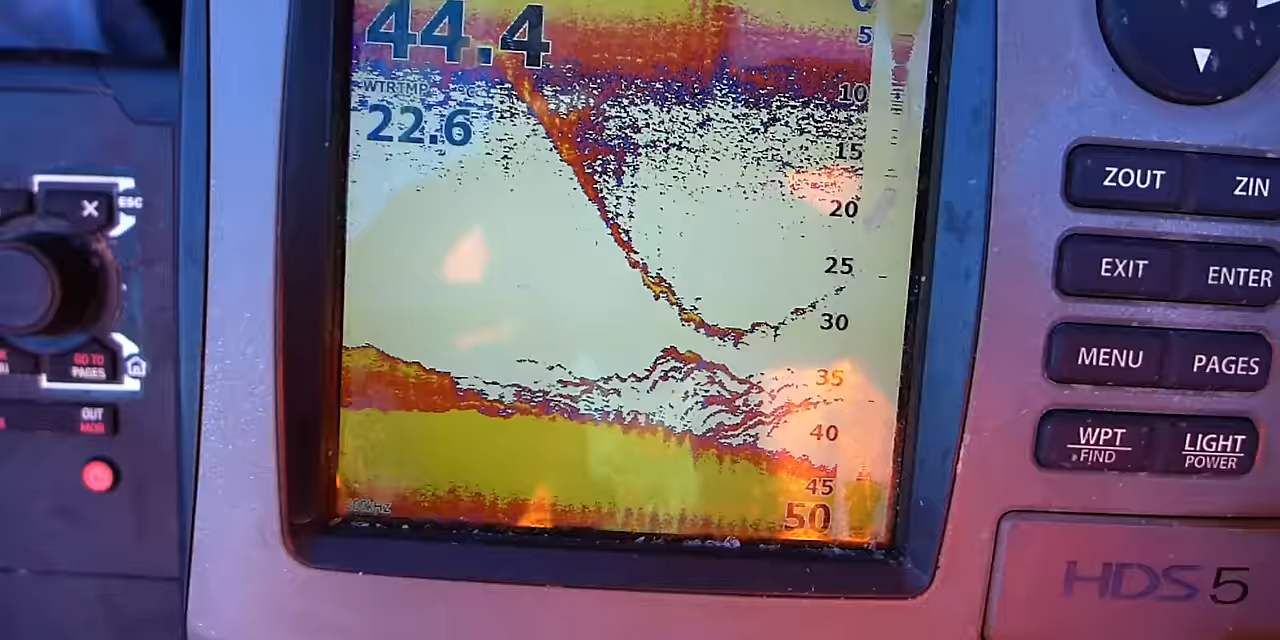 0
44.4
5
WTRTMP °C
10
22.6
15
20
25
30
35
40
45
50
200kHz
ESC
X
GO TO
PAGES
OUT
MOB
ZOUT ZIN
EXIT ENTER
MENU PAGES
WPT
FIND
LIGHT
POWER
HDS 5